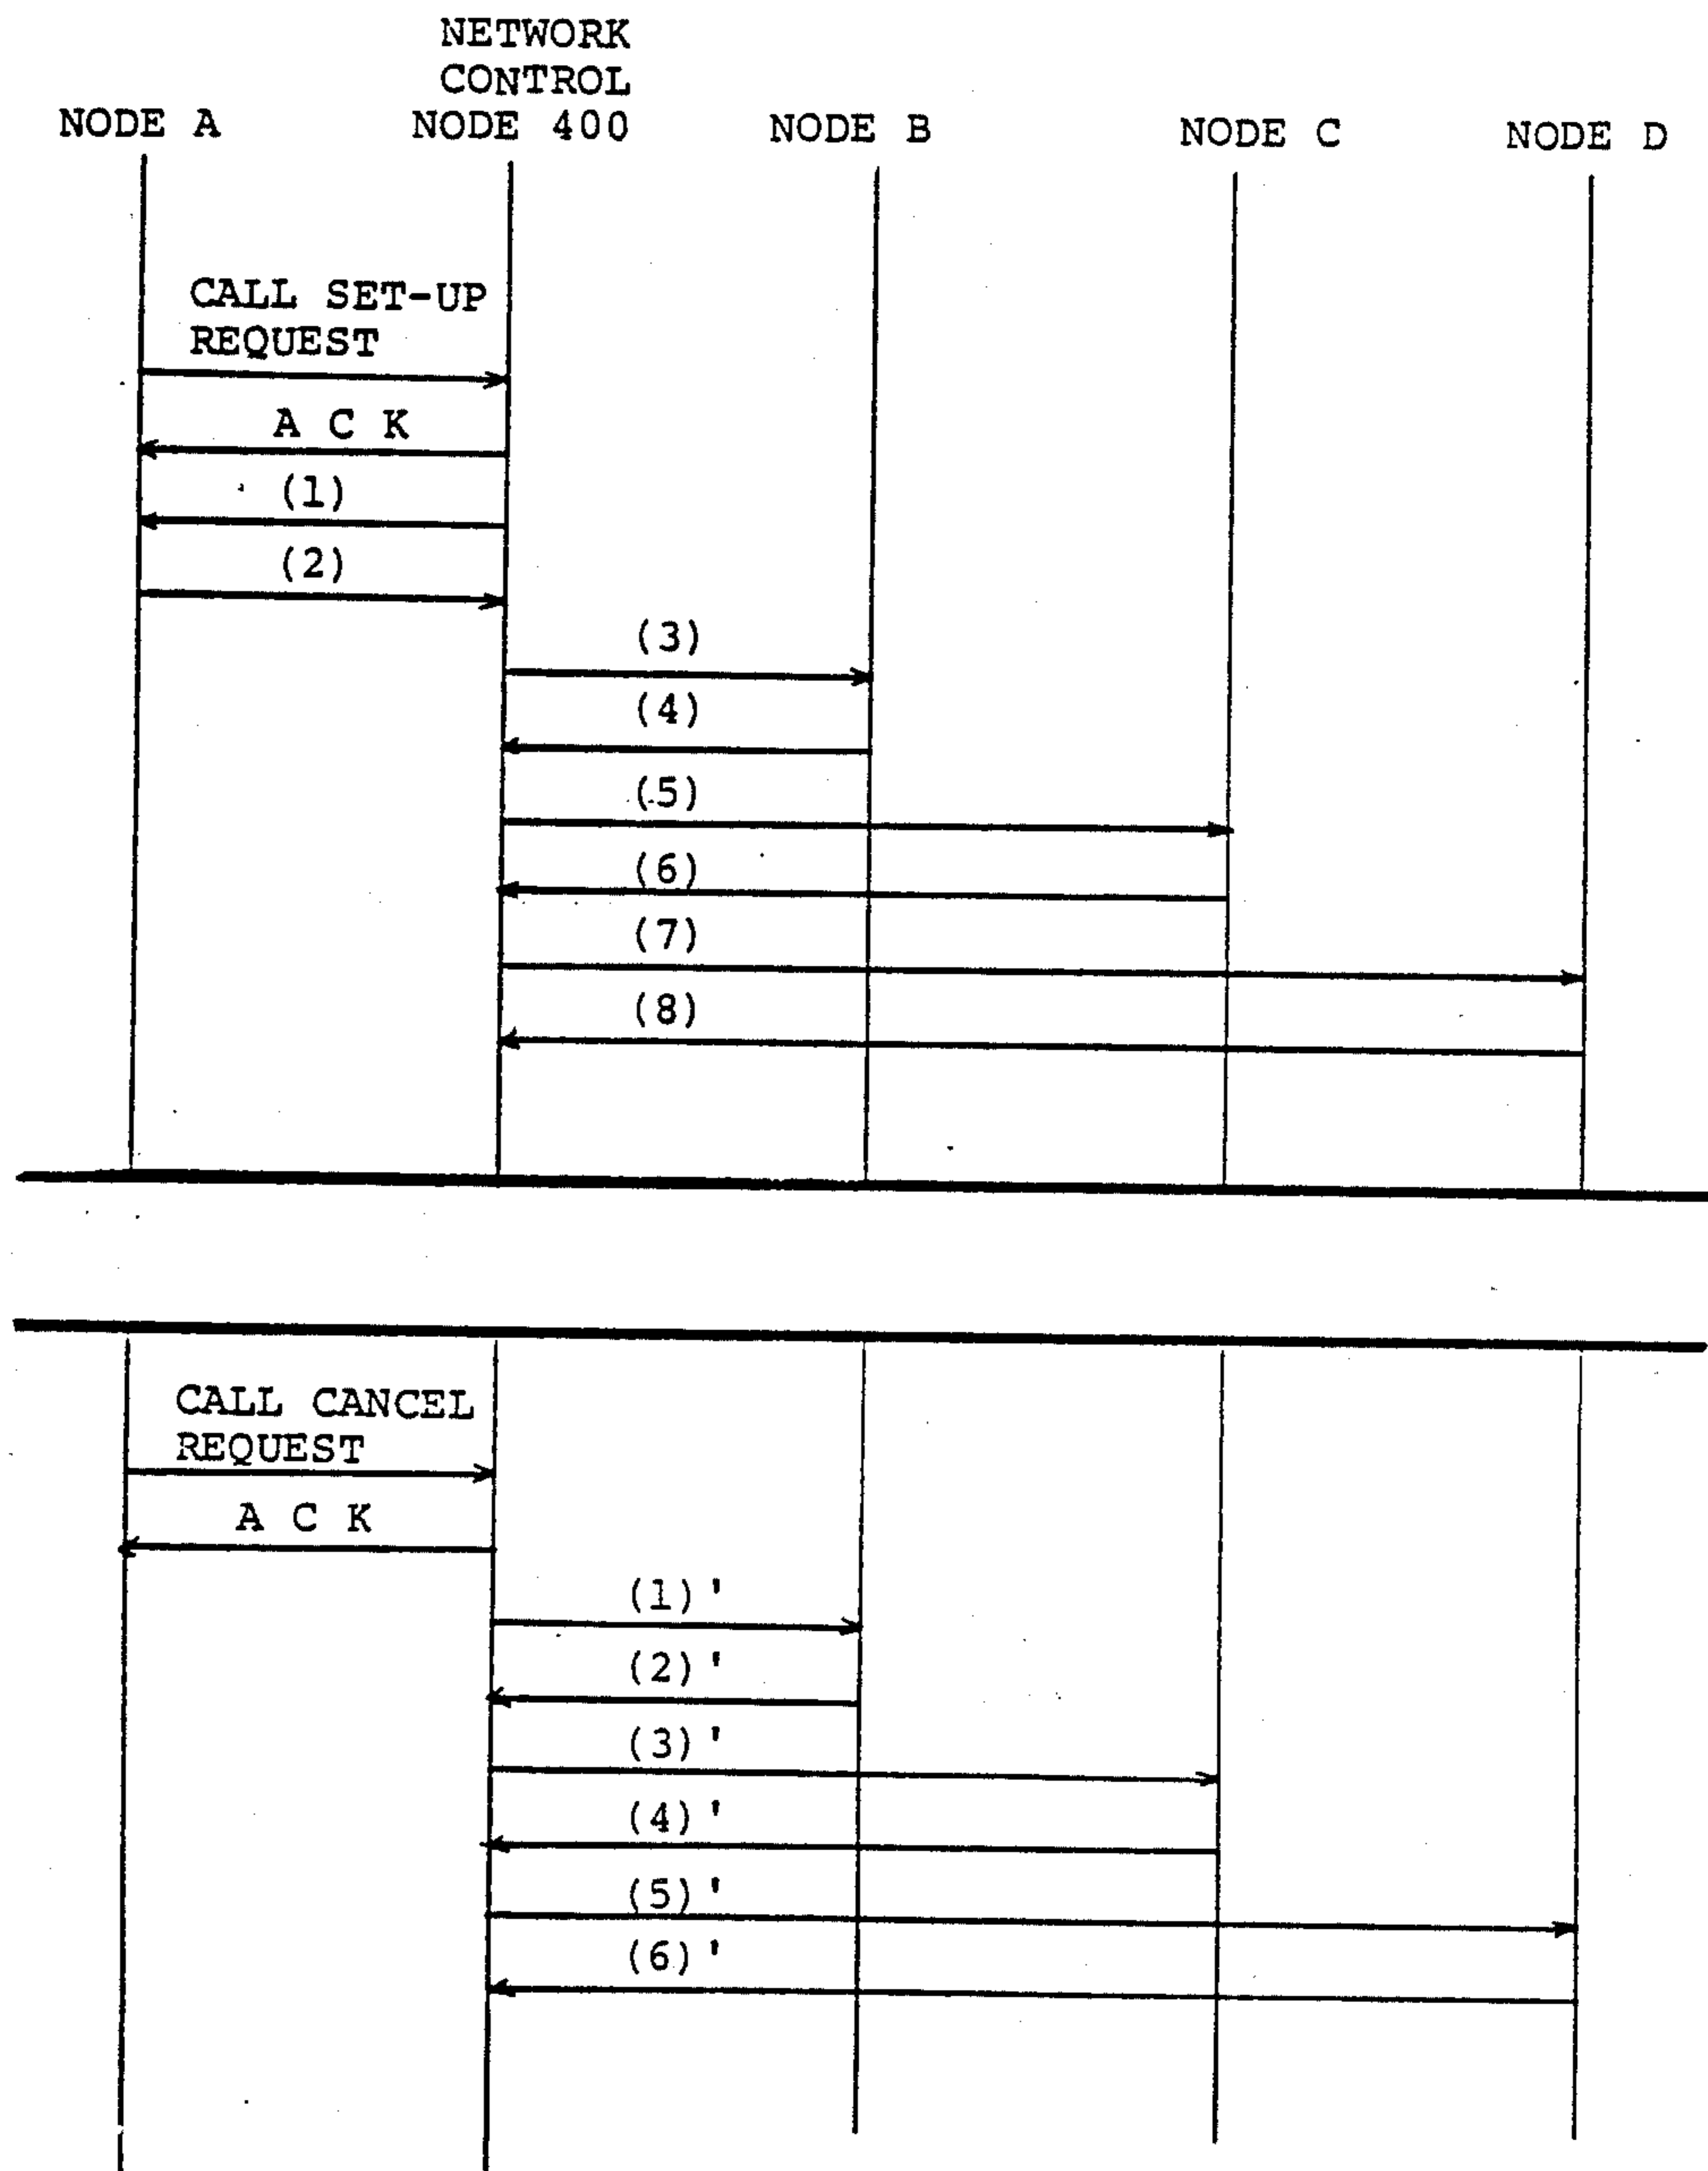 NETWORK
CONTROL
NODE A
NODE 400
NODE B
NODE C
NODE D
CALL SET-UP
REQUEST
A C K
(1)
(2)
(3)
(4)
(5)
(6)
(7)
(8)
CALL CANCEL
REQUEST
A C K
(1)'
(2)'
(3)'
(4)'
(5)'
(6)'